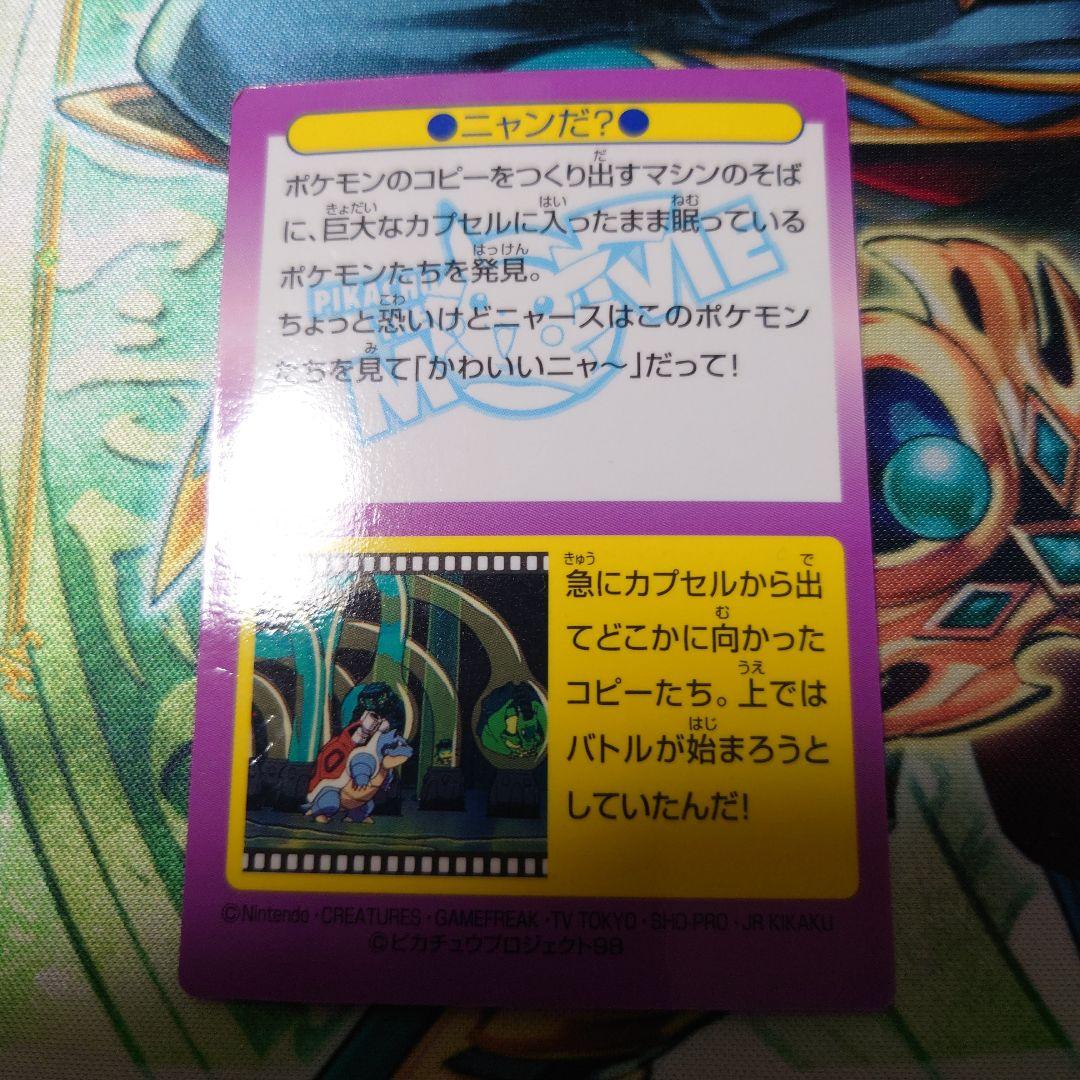 ●ニャンだ?●
ポケモンのコピーをつくり出すマシンのそば
に、巨大なカプセルに入ったまま眠っている
ポケモンたちを発見。
ちょっと恐いけどニャースはこのポケモン
たちを見て「かわいいニャ〜」だって!
PIKACHU
MOVIE
急にカプセルから出
てどこかに向かった
コピーたち。上では
バトルが始まろうと
していたんだ!
©Nintendo・CREATURES・GAMEFREAK・TV TOKYO・SHO-PRO・JR KIKAKU
©ピカチュウプロジェクト98